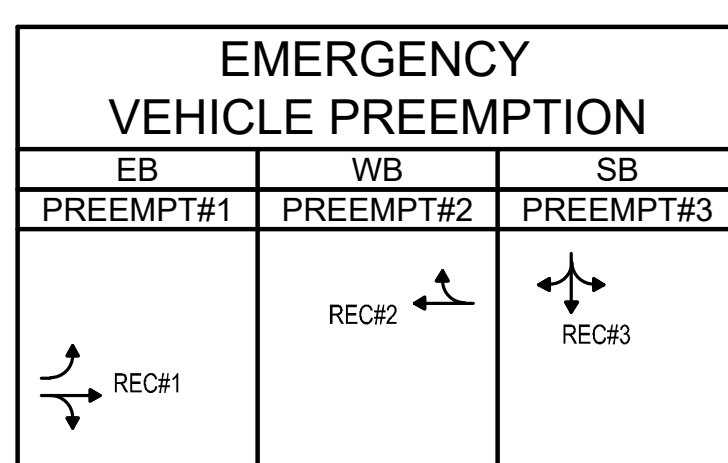 EMERGENCY
VEHICLE PREEMPTION
EB WB SB
PREEMPT#1 PREEMPT#2 PREEMPT#3
REC#2
REC#3
REC#1